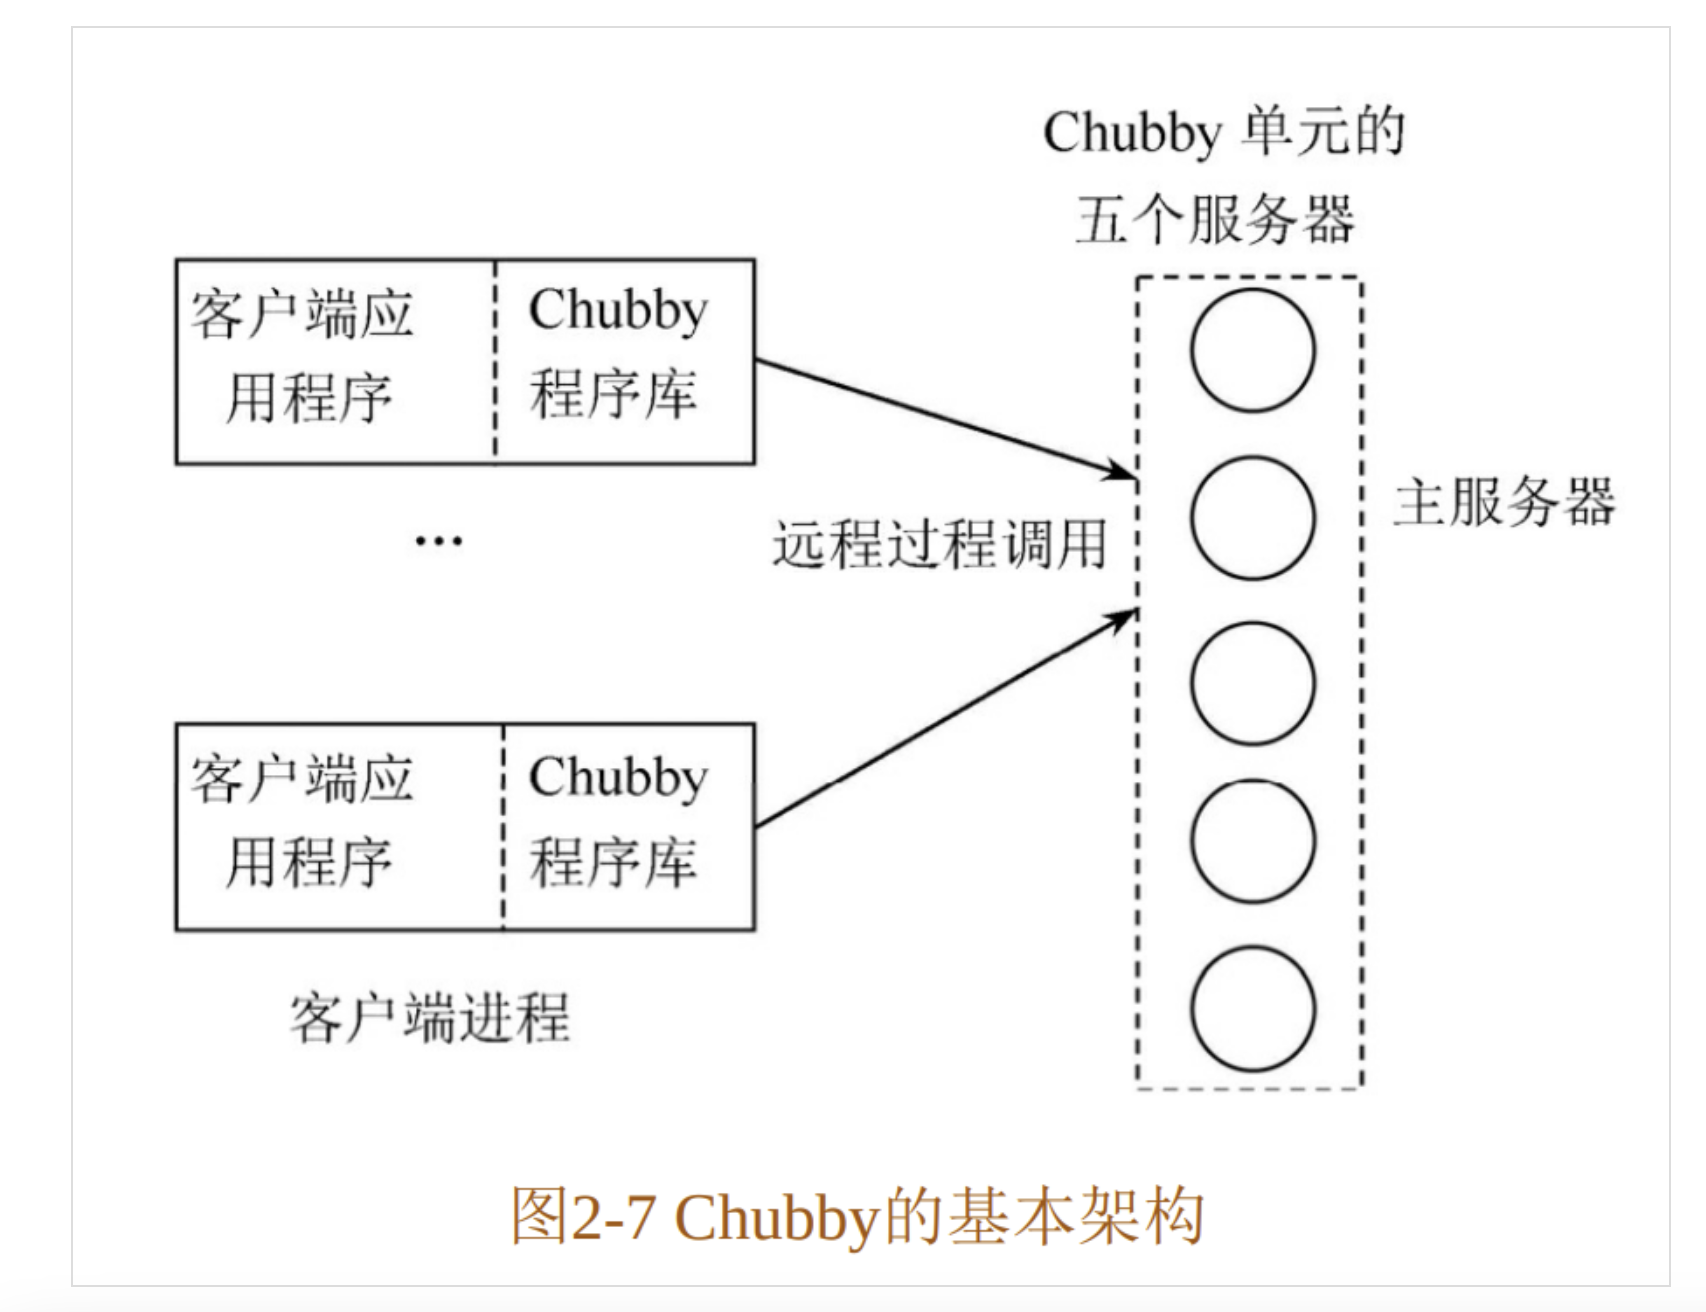 Chubby 单元的
五个服务器
客户端应
用程序
Chubby
程序库
...
远程过程调用
主服务器
客户端应
用程序
Chubby
程序库
客户端进程
图2-7 Chubby的基本架构